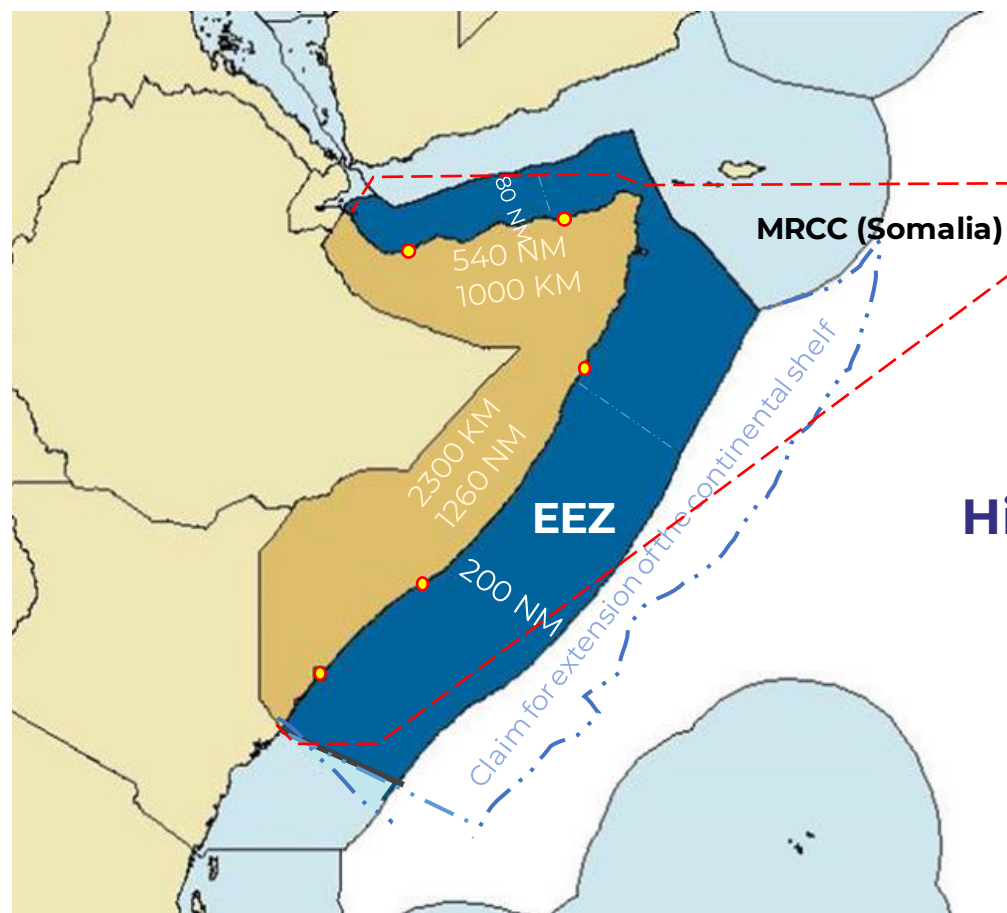 80 NM
MRCC (Somalia)
540 NM
1000 KM
2300 KM
1260 NM
EEZ
200 NM
Claim for extension of the continental shelf
Hi